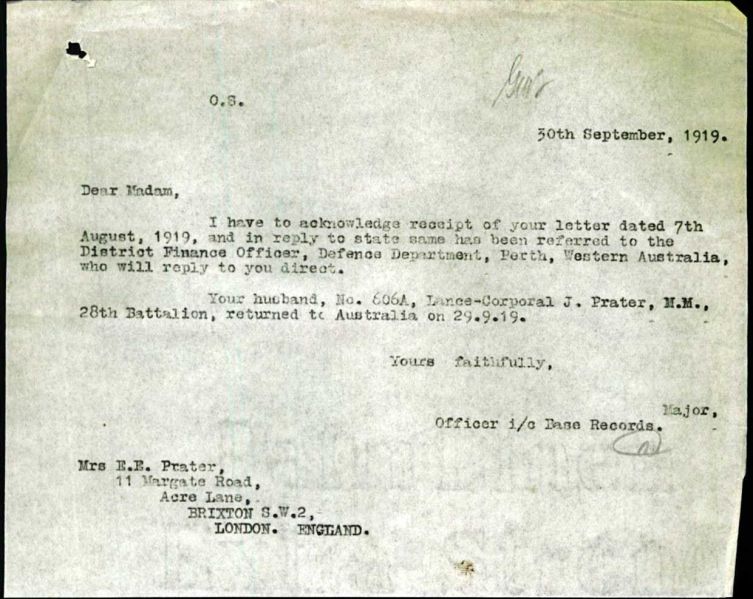 O.S.
30th September, 1919.
Dear Madam,
I have to acknowledge receipt of your letter dated 7th
August, 1919, and in reply to state same has been referred to the
District Finance Officer, Defence Department, Perth, Western Australia,
who will reply to you direct.
Your husband, No. 606A, Lance-Corporal J. Prater, M.M.,
28th Battalion, returned to Australia on 29.9.19.
Yours faithfully,
Major,
Officer i/c Base Records.
Mrs E.E. Prater,
11 Margate Road,
Acre Lane,
BRIXTON S.W.2,
LONDON. ENGLAND.